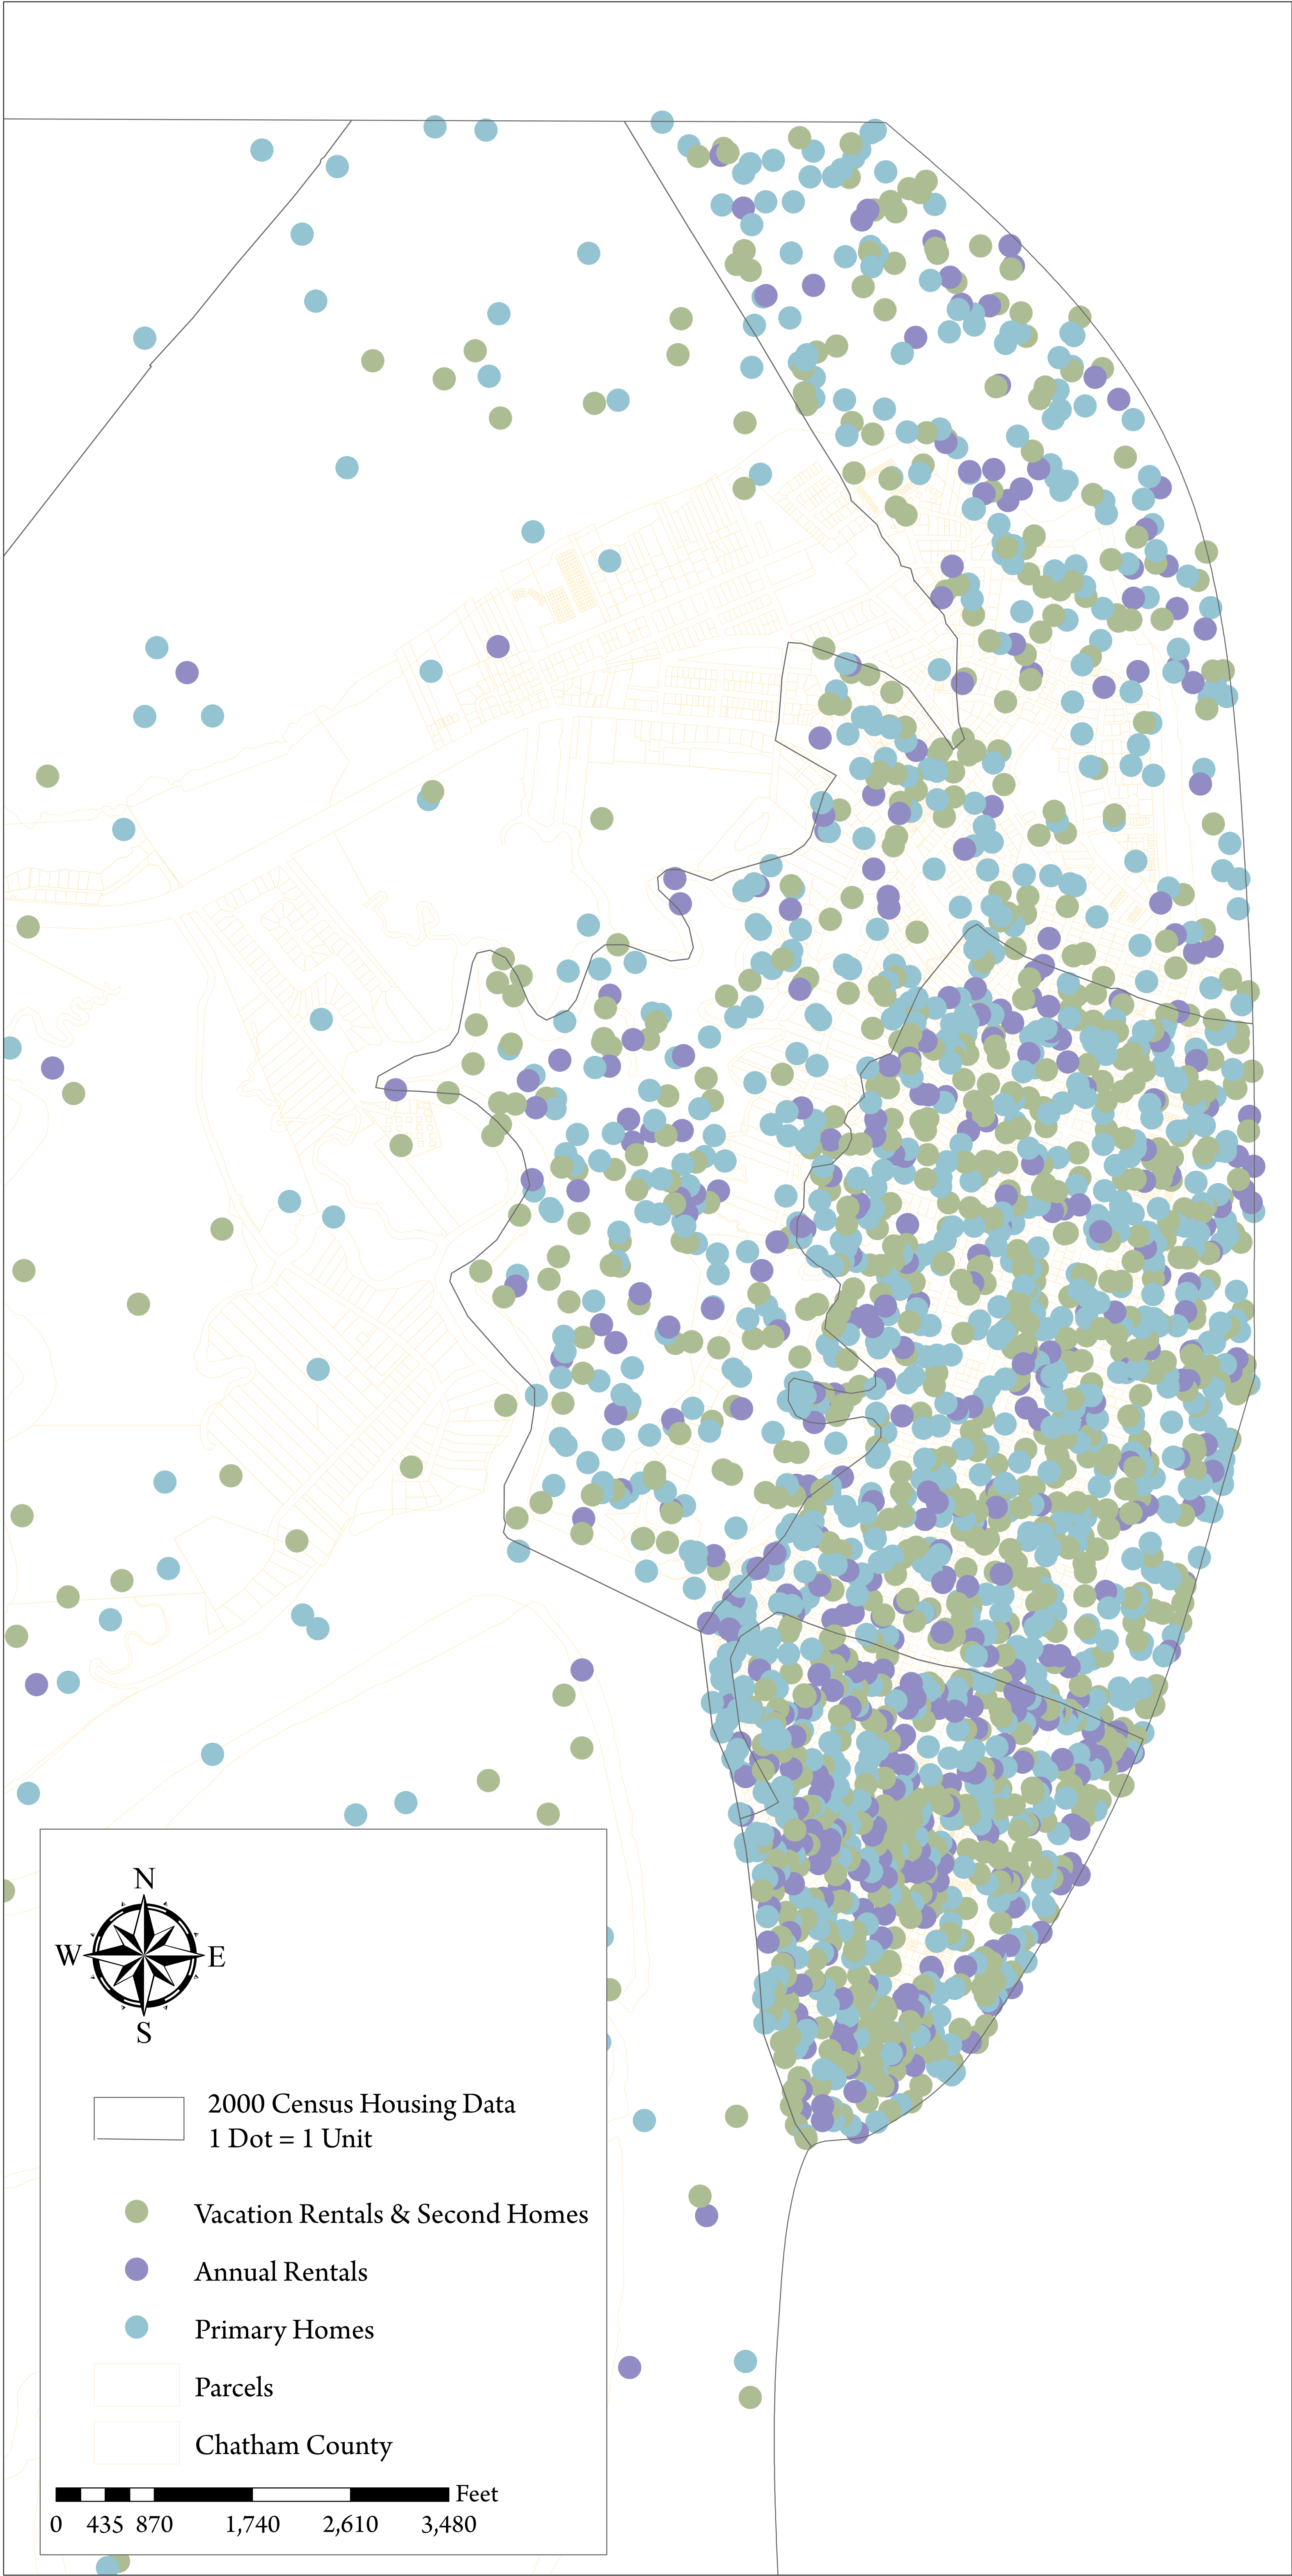 N
W E
S
2000 Census Housing Data
1 Dot = 1 Unit
Vacation Rentals & Second Homes
Annual Rentals
Primary Homes
Parcels
Chatham County
Feet
0 435 870 1,740 2,610 3,480